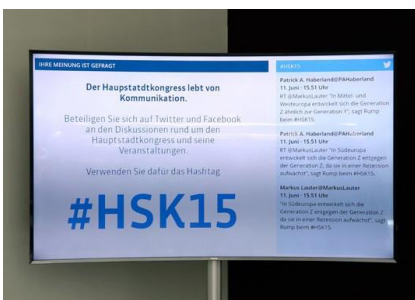 IHRE MEINUNG IST GEFRAGT
Der Haupstatdtkongress lebt von
Kommunikation.
Beteiligen Sie sich auf Twitter und Facebook
an den Diskussionen rund um den
Hauptstadtkongress und seine
Veranstaltungen.
Verwenden Sie dafür das Hashtag
#HSK15
#HSK15
Patrick A. Haberland@PAHaberland
11. Juni · 15.51 Uhr
RT @MarkusLauter "In Mittel- und
Westeuropa entwickelt sich die Generation
Z ähnlich zur Generation Y", sagt Rump
beim #HSK15.
Patrick A. Haberland@PAHaberland
11. Juni · 15.51 Uhr
RT @MarkusLauter "In Südeuropa
entwickelt sich die Generation Z entgegen
der Generation Z, da sie in einer Rezession
aufwächst", sagt Rump beim #HSK15.
Markus Lauter@MarkusLauter
11. Juni · 15.51 Uhr
"In Südeuropa entwickelt sich die
Generation Z entgegen der Generation Z,
da sie in einer Rezession aufwächst", sagt
Rump beim #HSK15.